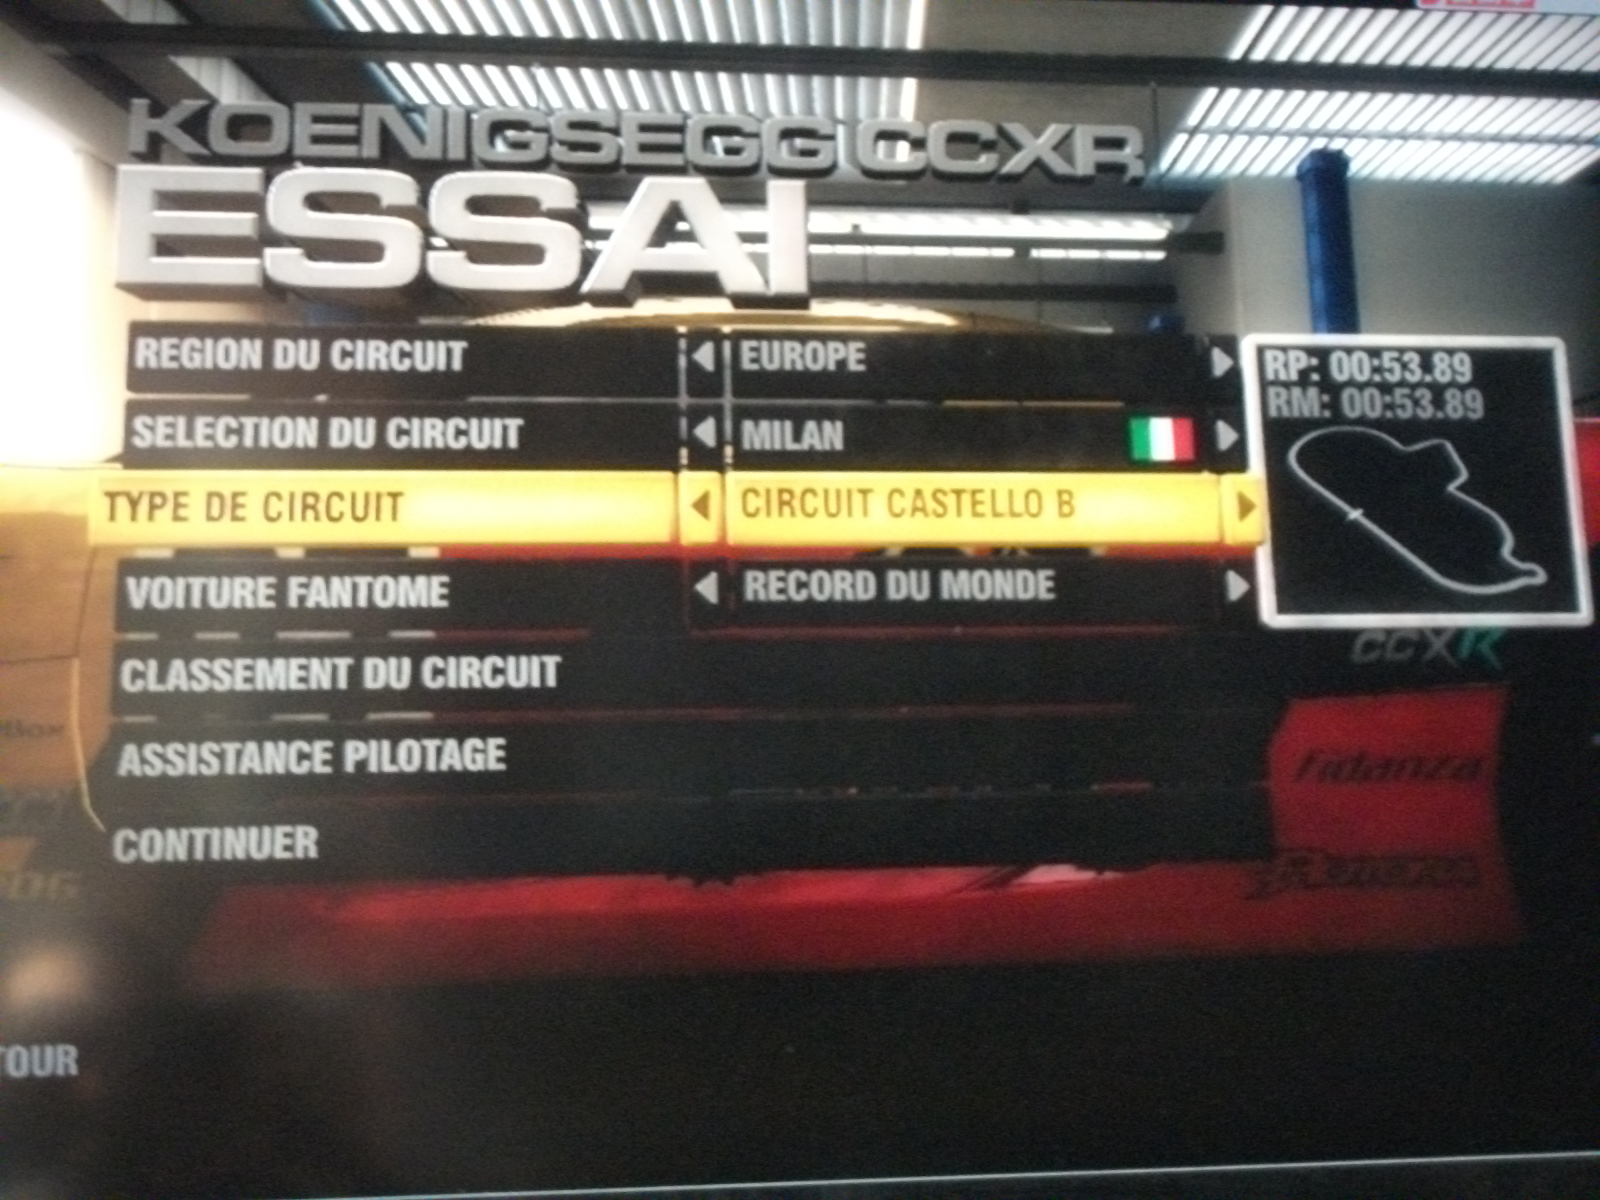 KOENIGSEGG CCXR
ESSAI
REGION DU CIRCUIT EUROPE
RP: 00:53.89
RM: 00:53.89
SELECTION DU CIRCUIT MILAN
TYPE DE CIRCUIT CIRCUIT CASTELLO B
VOITURE FANTOME RECORD DU MONDE
CCXR
CLASSEMENT DU CIRCUIT
ASSISTANCE PILOTAGE
Fidanza
CONTINUER
TOUR